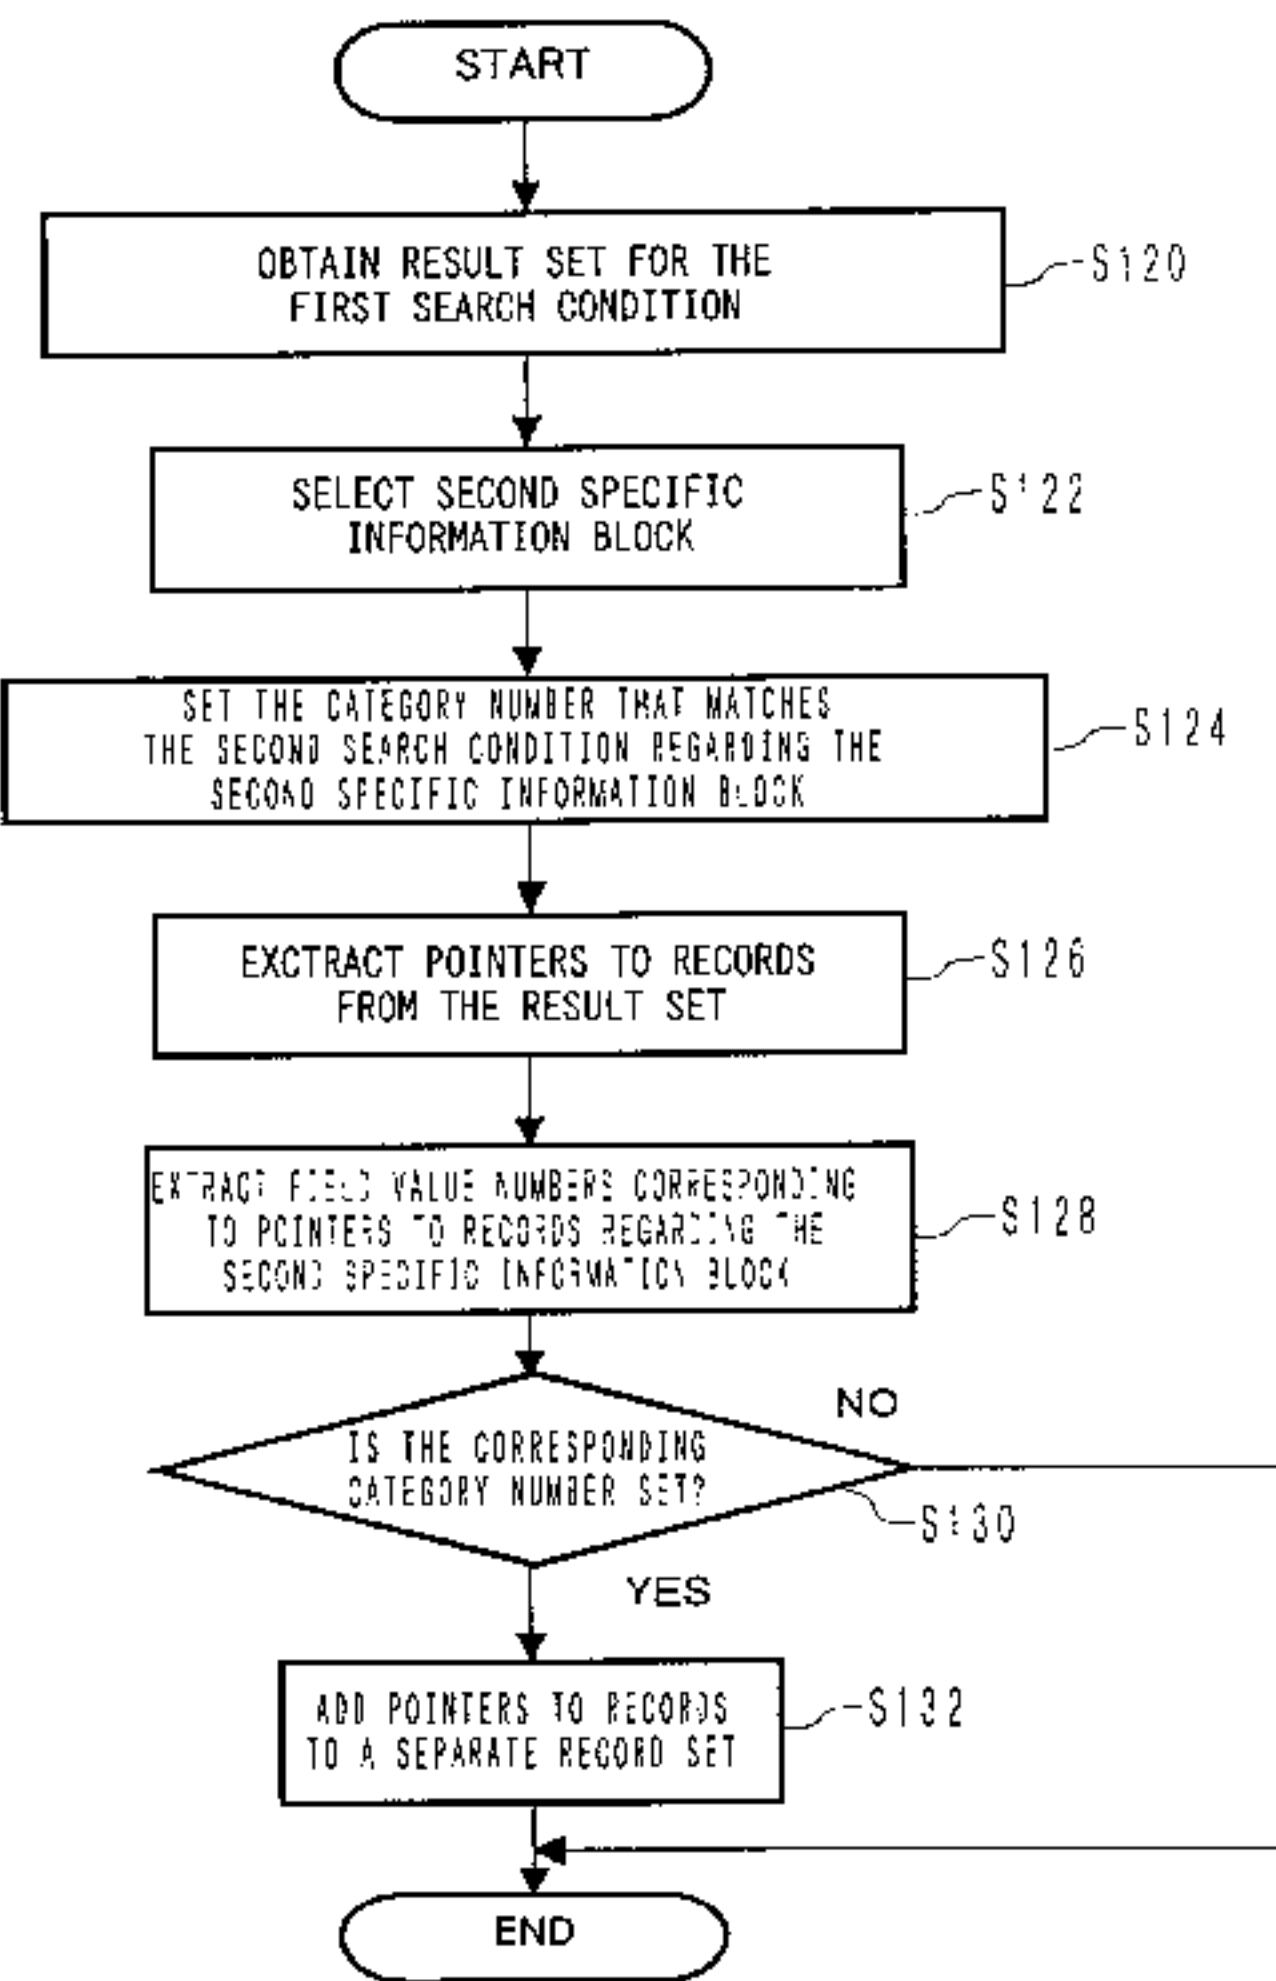 START
OBTAIN RESULT SET FOR THE
FIRST SEARCH CONDITION
S120
SELECT SECOND SPECIFIC
INFORMATION BLOCK
S122
SET THE CATEGORY NUMBER THAT MATCHES
THE SECOND SEARCH CONDITION REGARDING THE
SECOND SPECIFIC INFORMATION BLOCK
S124
EXCTRACT POINTERS TO RECORDS
FROM THE RESULT SET
S126
EXTRACT FIELD VALUE NUMBERS CORRESPONDING
TO POINTERS TO RECORDS REGARDING THE
SECOND SPECIFIC INFORMATION BLOCK
S128
NO
IS THE CORRESPONDING
CATEGORY NUMBER SET?
S130
YES
ADD POINTERS TO RECORDS
TO A SEPARATE RECORD SET
S132
END